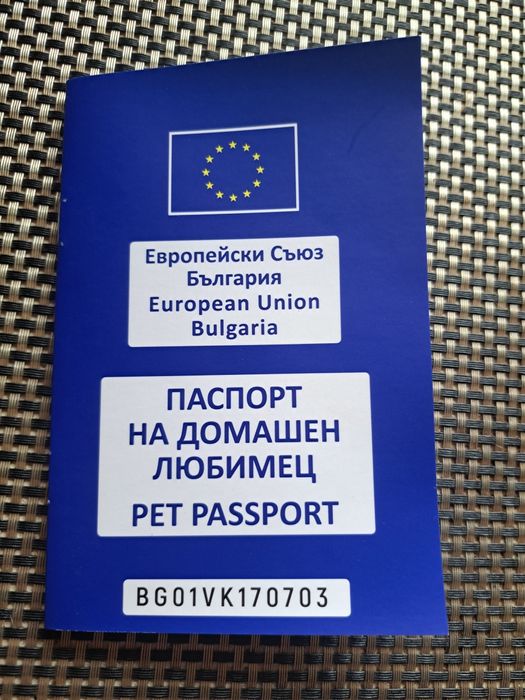 Европейски Съюз
България
European Union
Bulgaria
ПАСПОРТ
НА ДОМАШЕН
ЛЮБИМЕЦ
PET PASSPORT
BG01VK170703